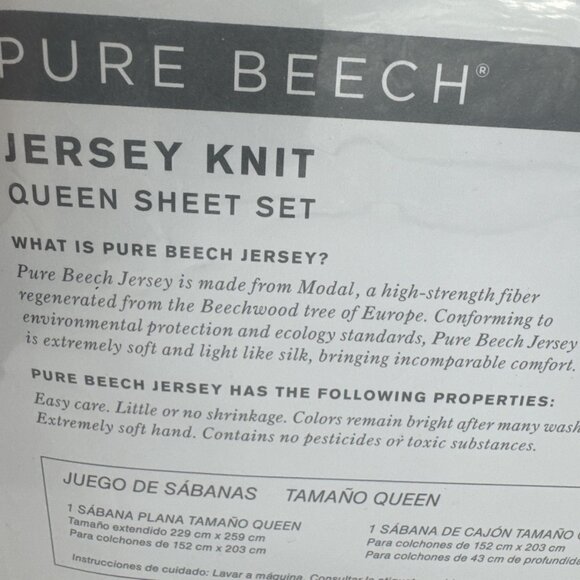 PURE BEECH®
JERSEY KNIT
QUEEN SHEET SET
WHAT IS PURE BEECH JERSEY?
Pure Beech Jersey is made from Modal, a high-strength fiber
regenerated from the Beechwood tree of Europe. Conforming to
environmental protection and ecology standards, Pure Beech Jersey
is extremely soft and light like silk, bringing incomparable comfort.
PURE BEECH JERSEY HAS THE FOLLOWING PROPERTIES:
Easy care. Little or no shrinkage. Colors remain bright after many wash
Extremely soft hand. Contains no pesticides or toxic substances.
JUEGO DE SÁBANAS TAMAÑO QUEEN
1 SÁBANA PLANA TAMAÑO QUEEN
Tamaño extendido 229 cm x 259 cm
Para colchones de 152 cm x 203 cm
1 SÁBANA DE CAJÓN TAMAÑO
Para colchones de 152 cm x 203 cm
Para colchones de 43 cm de profundida
Instrucciones de cuidado: Lavar a máquina. Consultar la